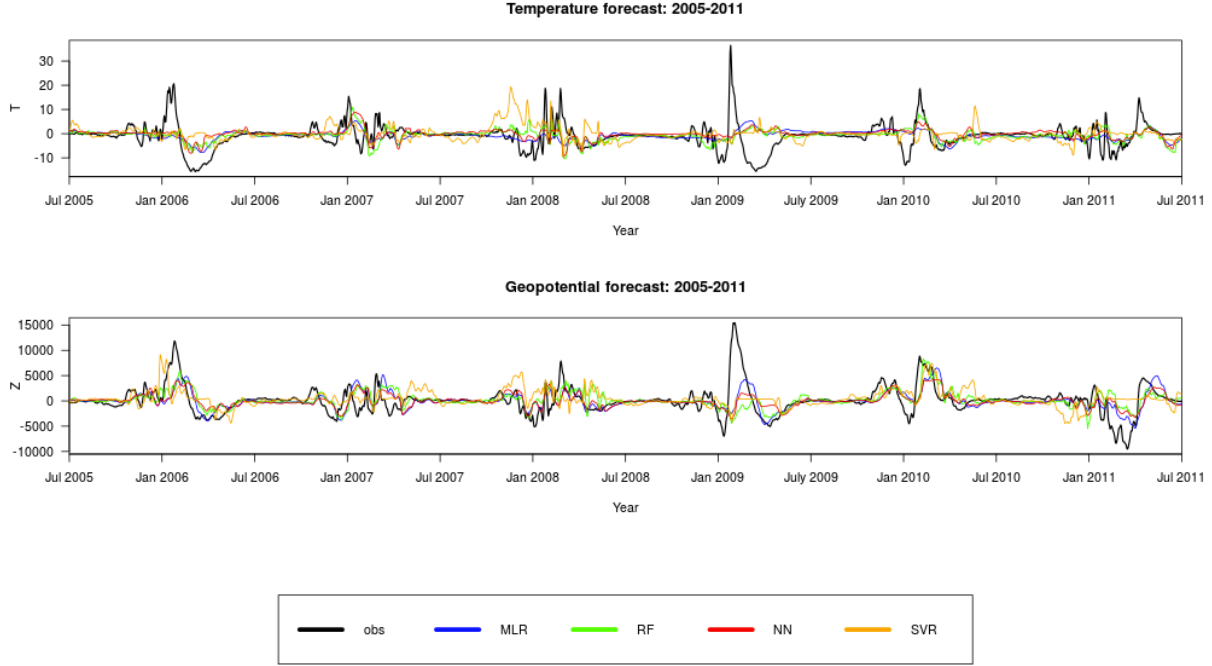 Temperature forecast: 2005-2011
T
30
20
10
0
-10
Jul 2005 Jan 2006 Jul 2006 Jan 2007 Jul 2007 Jan 2008 Jul 2008 Jan 2009 July 2009 Jan 2010 Jul 2010 Jan 2011 Jul 2011
Year
Geopotential forecast: 2005-2011
Z
15000
10000
5000
0
-5000
-10000
Jul 2005 Jan 2006 Jul 2006 Jan 2007 Jul 2007 Jan 2008 Jul 2008 Jan 2009 July 2009 Jan 2010 Jul 2010 Jan 2011 Jul 2011
Year
obs MLR RF NN SVR